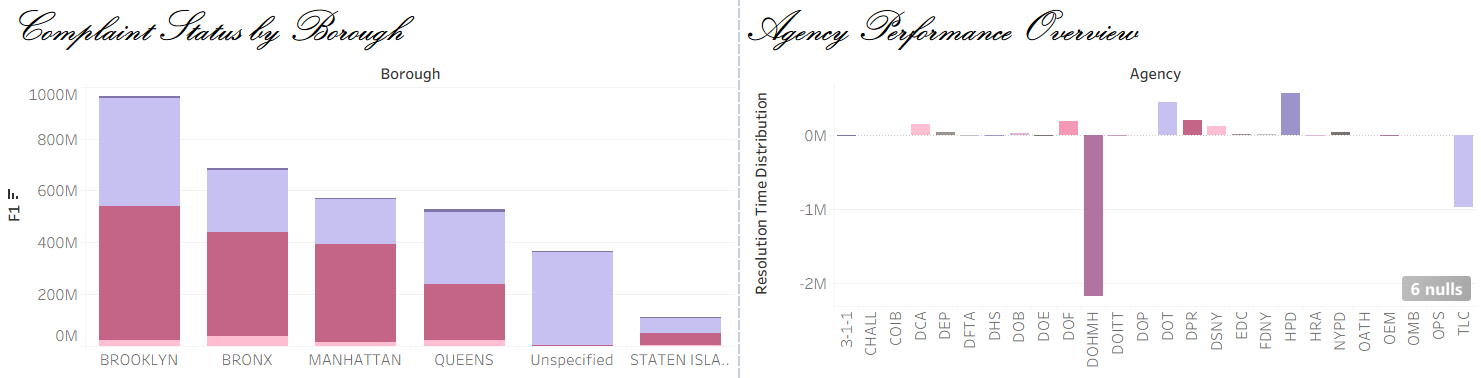 Complaint Status by Borough
Borough
1000M
800M
600M
400M
200M
0M
F1
BROOKLYN
BRONX
MANHATTAN
QUEENS
Unspecified
STATEN ISLA..
Agency Performance Overview
Agency
Resolution Time Distribution
0M
-1M
-2M
6 nulls
3-1-1
CHALL
COIB
DCA
DEP
DFTA
DHS
DOB
DOE
DOF
DOHMH
DOITT
DOP
DOT
DPR
DSNY
EDC
FDNY
HPD
HRA
NYPD
OATH
OEM
OMB
OPS
TLC